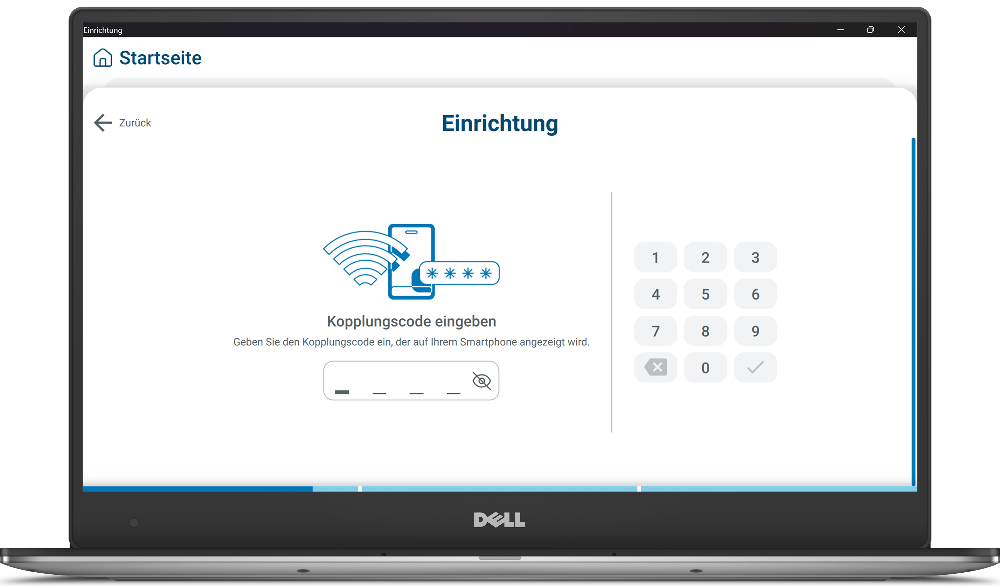 Einrichtung
Startseite
Zurück
Einrichtung
* * * *
Kopplungscode eingeben
Geben Sie den Kopplungscode ein, der auf Ihrem Smartphone angezeigt wird.
1 2 3
4 5 6
7 8 9
0
DELL